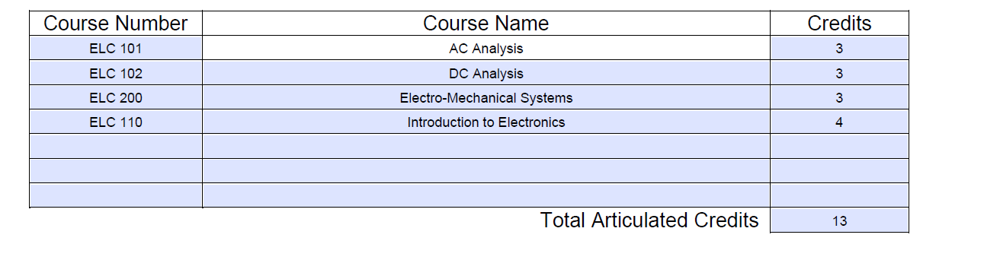 Course Number Course Name Credits
ELC 101 AC Analysis 3
ELC 102 DC Analysis 3
ELC 200 Electro-Mechanical Systems 3
ELC 110 Introduction to Electronics 4
Total Articulated Credits 13